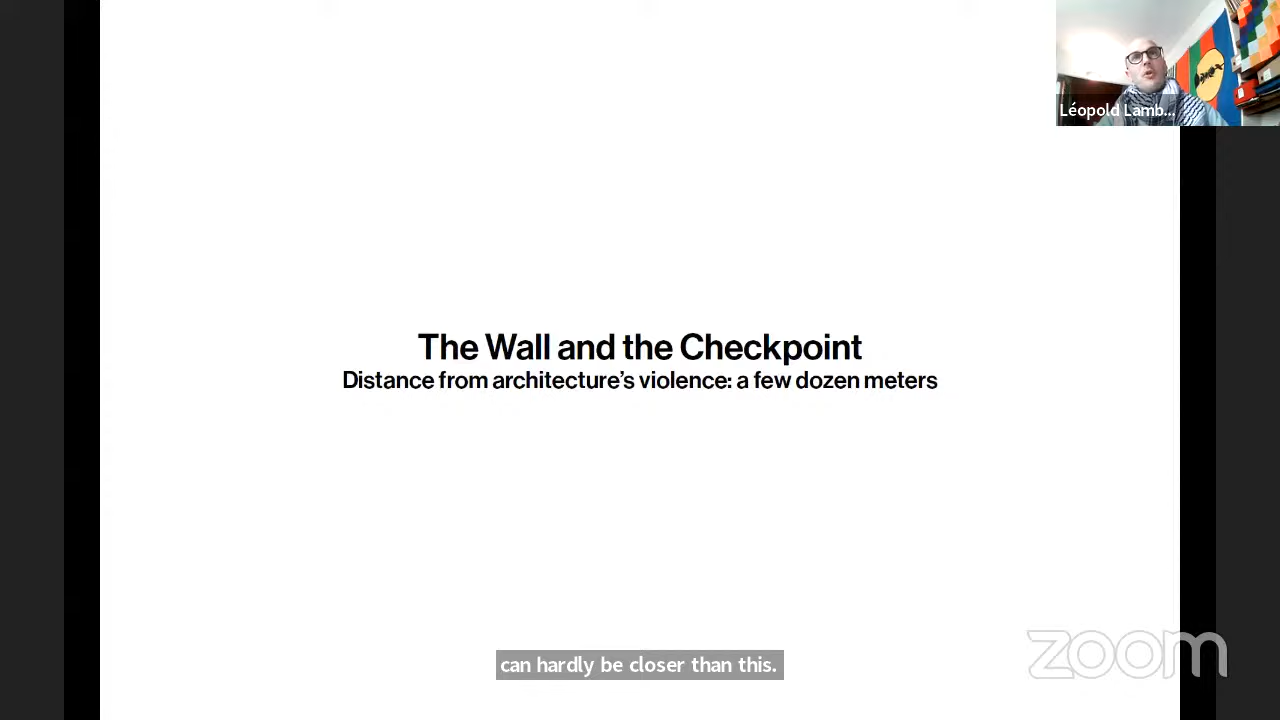 Léopold Lamb...
The Wall and the Checkpoint
Distance from architecture's violence: a few dozen meters
can hardly be closer than this.
zoom